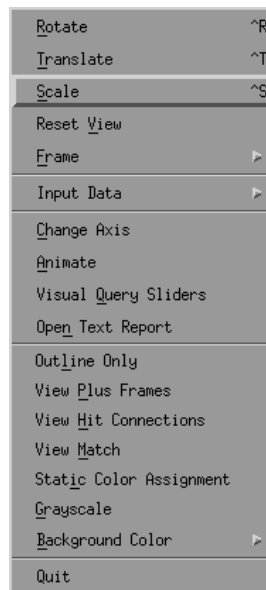 Rotate ^R
Translate ^T
Scale ^S
Reset View
Frame
Input Data
Change Axis
Animate
Visual Query Sliders
Open Text Report
Outline Only
View Plus Frames
View Hit Connections
View Match
Static Color Assignment
Grayscale
Background Color
Quit